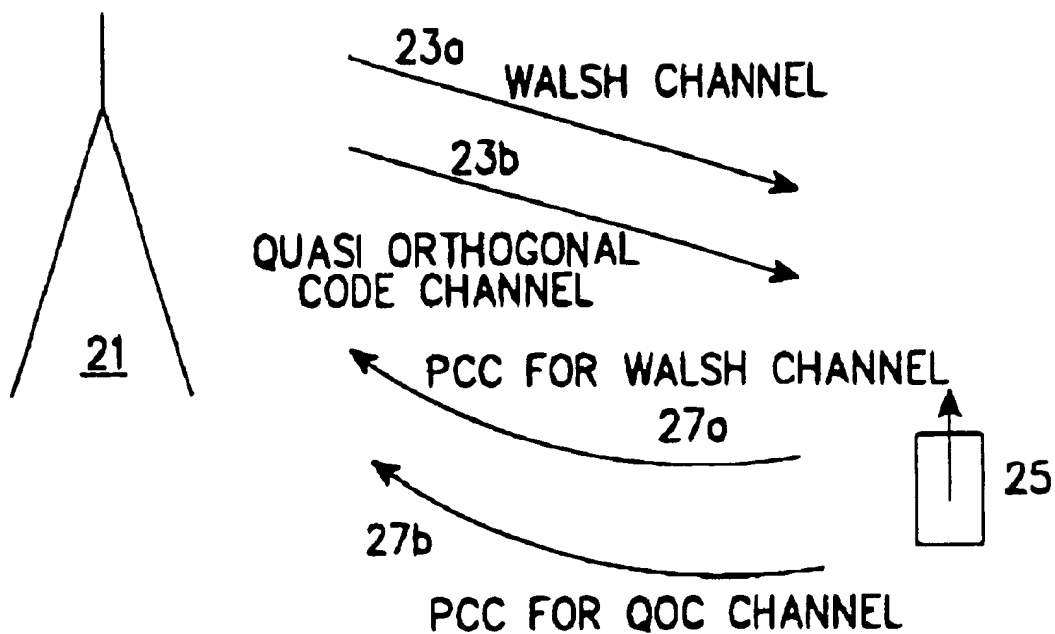 23a
WALSH CHANNEL
23b
QUASI ORTHOGONAL
CODE CHANNEL
21
PCC FOR WALSH CHANNEL
27a
25
27b
PCC FOR QOC CHANNEL